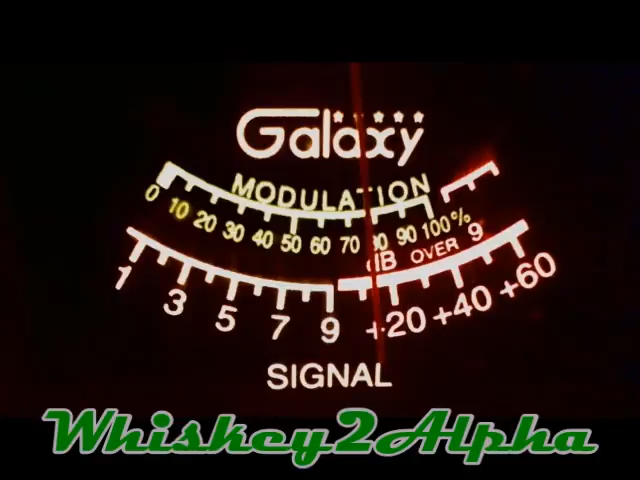 Galaxy
MODULATION
0 10 20 30 40 50 60 70 80 90 100%
dB OVER 9
1 3 5 7 9 +20 +40 +60
SIGNAL
Whiskey2Alpha